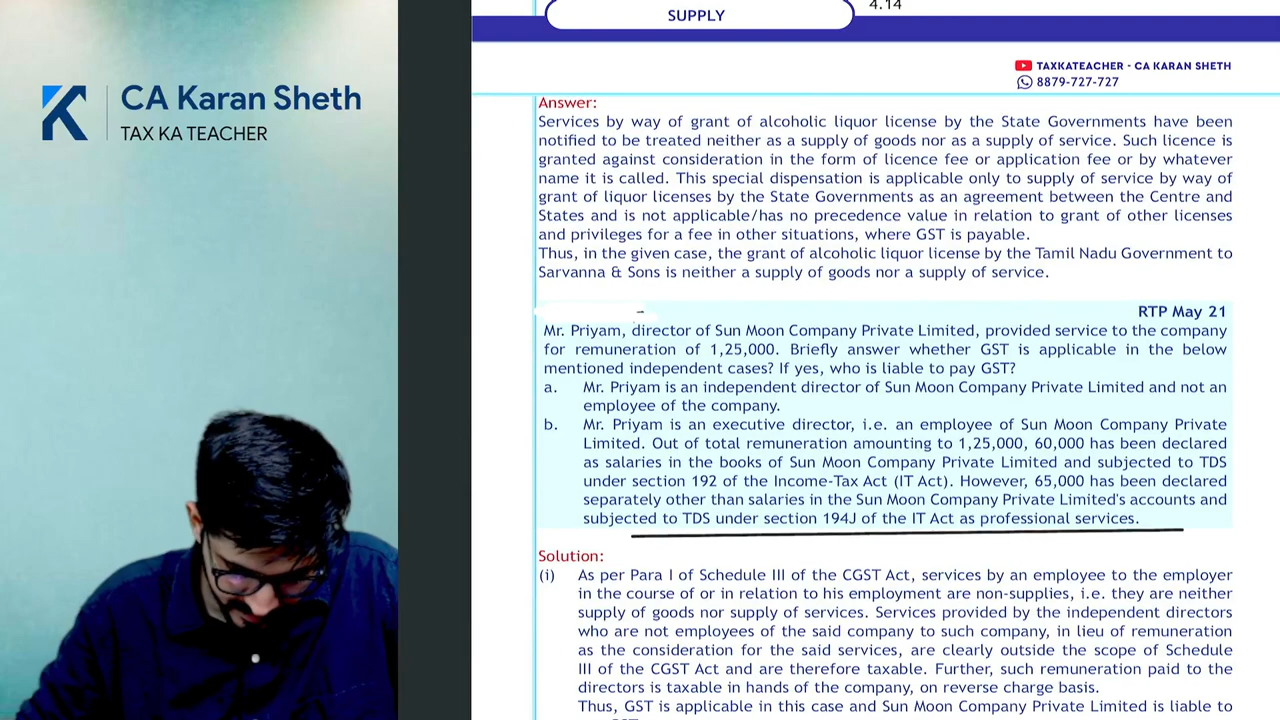 CA Karan Sheth
TAX KA TEACHER
SUPPLY
4.14
TAXKATEACHER - CA KARAN SHETH
8879-727-727
Answer:
Services by way of grant of alcoholic liquor license by the State Governments have been
notified to be treated neither as a supply of goods nor as a supply of service. Such licence is
granted against consideration in the form of licence fee or application fee or by whatever
name it is called. This special dispensation is applicable only to supply of service by way of
grant of liquor licenses by the State Governments as an agreement between the Centre and
States and is not applicable/has no precedence value in relation to grant of other licenses
and privileges for a fee in other situations, where GST is payable.
Thus, in the given case, the grant of alcoholic liquor license by the Tamil Nadu Government to
Sarvanna & Sons is neither a supply of goods nor a supply of service.
RTP May 21
Mr. Priyam, director of Sun Moon Company Private Limited, provided service to the company
for remuneration of 1,25,000. Briefly answer whether GST is applicable in the below
mentioned independent cases? If yes, who is liable to pay GST?
a. Mr. Priyam is an independent director of Sun Moon Company Private Limited and not an
employee of the company.
b. Mr. Priyam is an executive director, i.e. an employee of Sun Moon Company Private
Limited. Out of total remuneration amounting to 1,25,000, 60,000 has been declared
as salaries in the books of Sun Moon Company Private Limited and subjected to TDS
under section 192 of the Income-Tax Act (IT Act). However, 65,000 has been declared
separately other than salaries in the Sun Moon Company Private Limited's accounts and
subjected to TDS under section 194J of the IT Act as professional services.
Solution:
(i) As per Para I of Schedule III of the CGST Act, services by an employee to the employer
in the course of or in relation to his employment are non-supplies, i.e. they are neither
supply of goods nor supply of services. Services provided by the independent directors
who are not employees of the said company to such company, in lieu of remuneration
as the consideration for the said services, are clearly outside the scope of Schedule
III of the CGST Act and are therefore taxable. Further, such remuneration paid to the
directors is taxable in hands of the company, on reverse charge basis.
Thus, GST is applicable in this case and Sun Moon Company Private Limited is liable to